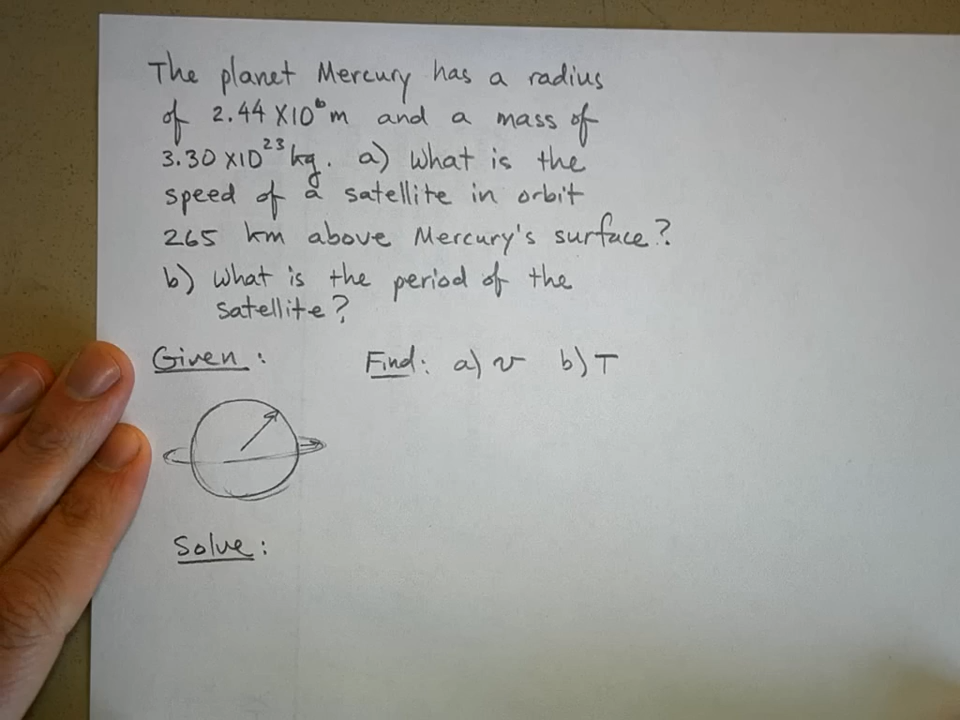 The planet Mercury has a radius
of 2.44 X10⁶m and a mass of
3.30 X10²³ kg. a) What is the
speed of a satellite in orbit
265 km above Mercury's surface?
b) What is the period of the
satellite?
Given: Find: a) v b) T
Solve: